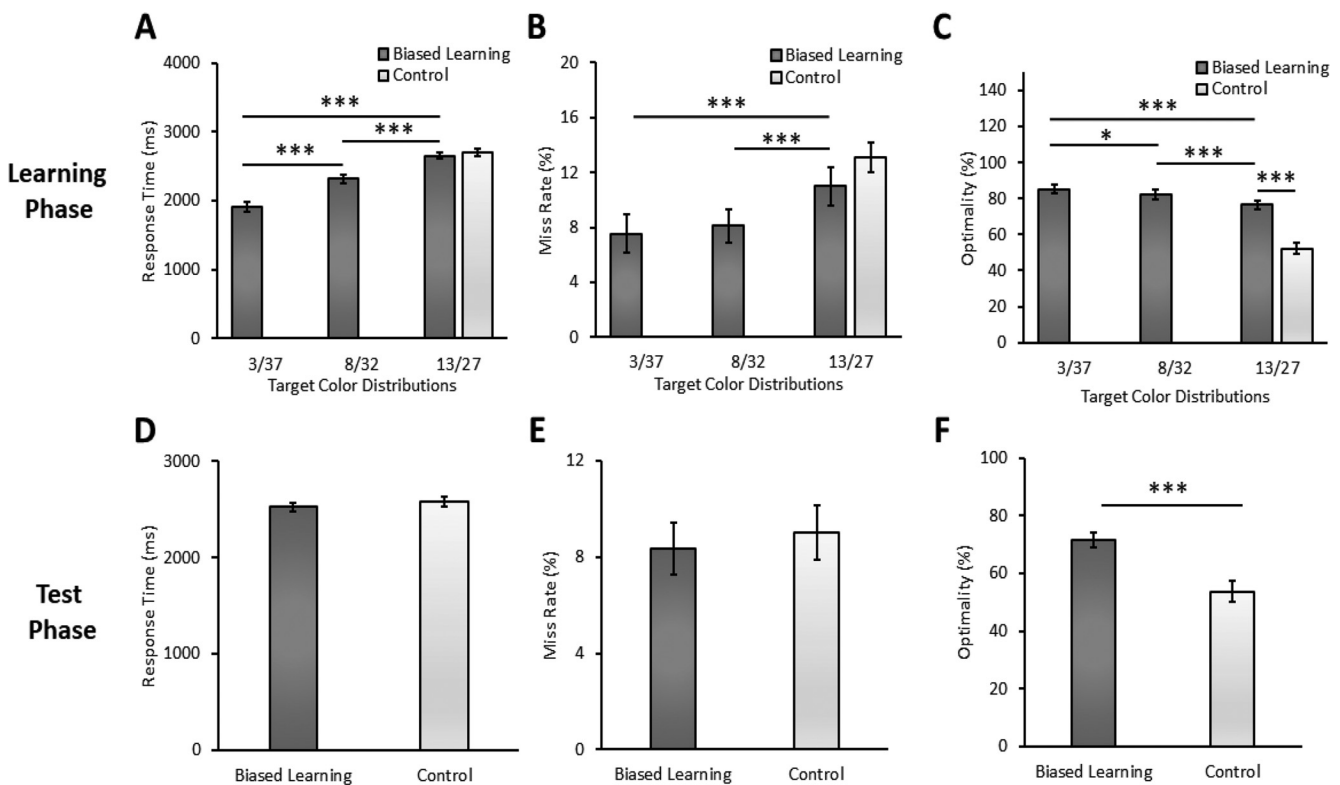 Learning
Phase
A
Biased Learning
Control
Response Time (ms)
4000
3000
2000
1000
0
***
***
***
3/37 8/32 13/27
Target Color Distributions
B
Biased Learning
Control
Miss Rate (%)
20
16
12
8
4
0
***
***
3/37 8/32 13/27
Target Color Distributions
C
Biased Learning
Control
Optimality (%)
140
120
100
80
60
40
20
0
***
*
***
***
3/37 8/32 13/27
Target Color Distributions
Test
Phase
D
Response Time (ms)
3000
2000
1000
0
Biased Learning Control
E
Miss Rate (%)
12
8
4
0
Biased Learning Control
F
Optimality (%)
100
80
60
40
20
0
***
Biased Learning Control